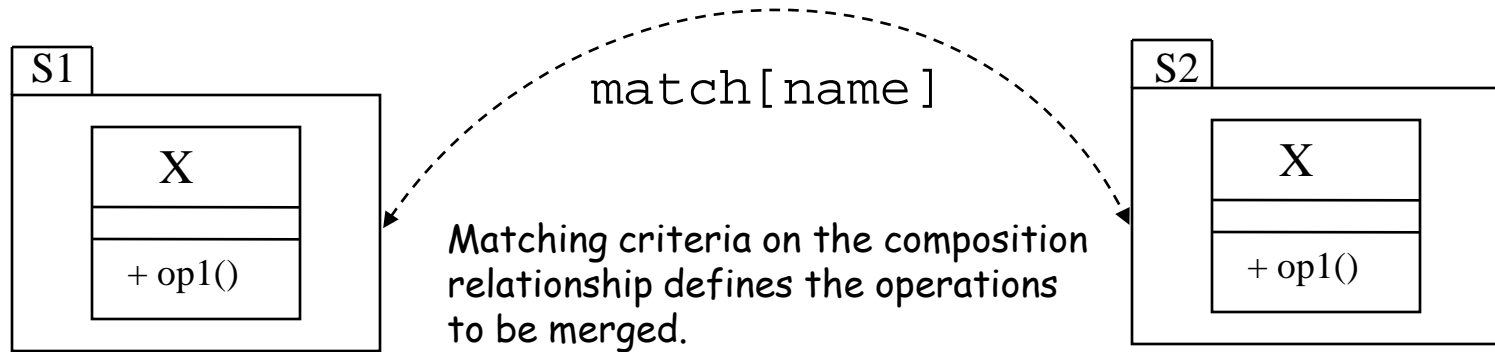 S1
X
+ op1()
match[name]
Matching criteria on the composition
relationship defines the operations
to be merged.
S2
X
+ op1()